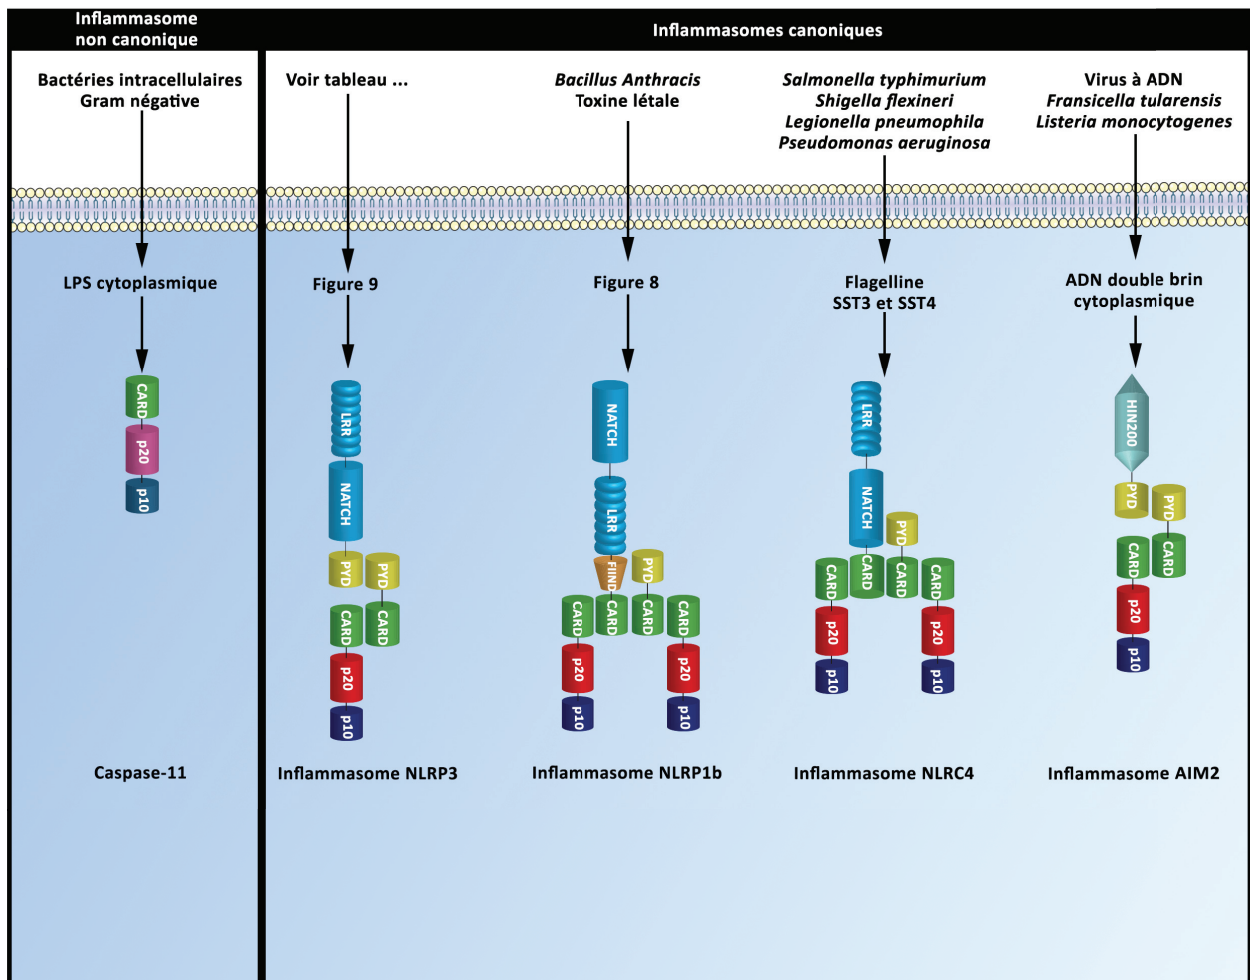 Inflammasome
non canonique
Inflammasomes canoniques
Bactéries intracellulaires
Gram négative
Voir tableau ...
Bacillus Anthracis
Toxine létale
Salmonella typhimurium
Shigella flexineri
Legionella pneumophila
Pseudomonas aeruginosa
Virus à ADN
Fransicella tularensis
Listeria monocytogenes
LPS cytoplasmique
Figure 9
Figure 8
Flagelline
SST3 et SST4
ADN double brin
cytoplasmique
CARD
p20
p10
LRR
NATCH
PYD
PYD
CARD
CARD
p20
p10
NATCH
LRR
FIIND
PYD
CARD
CARD
CARD
CARD
p20
p20
p10
p10
LRR
NATCH
PYD
CARD
CARD
CARD
CARD
p20
p20
p10
p10
HIN200
PYD
PYD
CARD
CARD
p20
p10
Caspase-11
Inflammasome NLRP3
Inflammasome NLRP1b
Inflammasome NLRC4
Inflammasome AIM2